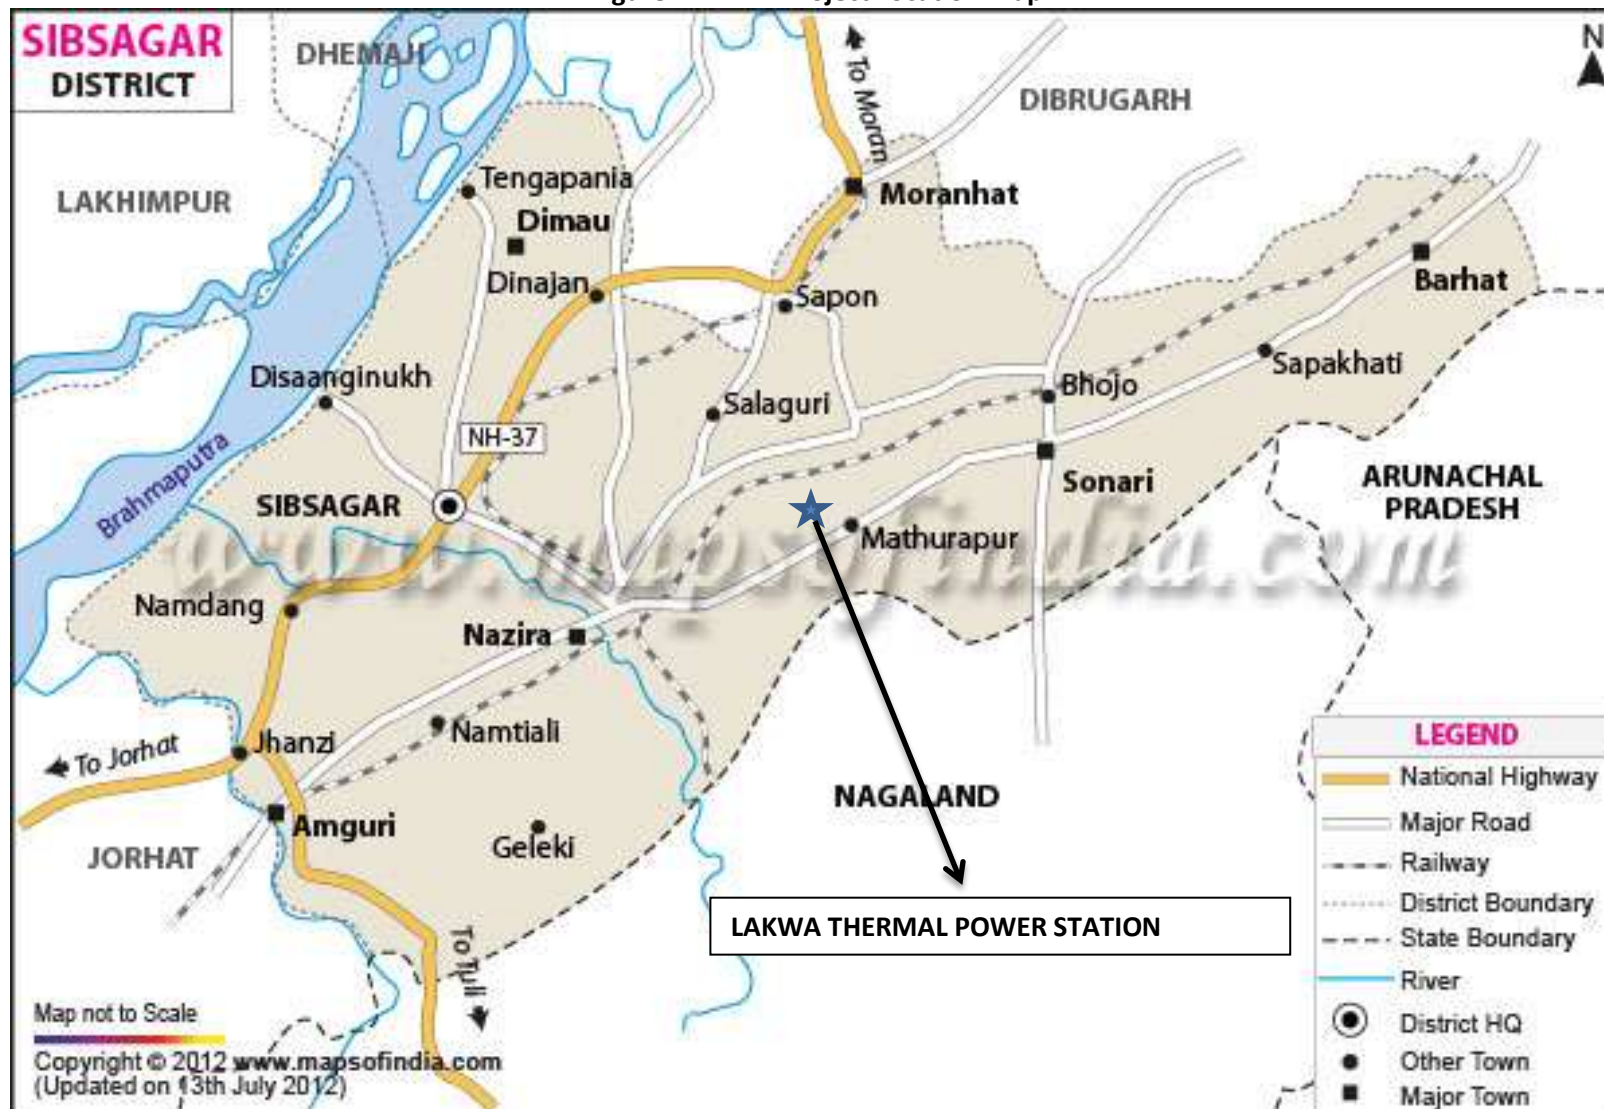 SIBSAGAR
DISTRICT
DHEMAJI
N
To Moran
DIBRUGARH
LAKHIMPUR
Tengapania
Dimau
Moranhat
Dinajan
Sapon
Barhat
Disaanginukh
Salaguri
Bhojo
Sapakhati
NH-37
Brahmaputra
SIBSAGAR
Sonari
ARUNACHAL
PRADESH
www.mapsofindia.com
Mathurapur
Namdang
Nazira
Namtiali
Jhanzi
To Jorhat
NAGALAND
Amguri
Geleki
JORHAT
LAKWA THERMAL POWER STATION
To Tuli
LEGEND
National Highway
Major Road
Railway
District Boundary
State Boundary
River
District HQ
Other Town
Major Town
Map not to Scale
Copyright © 2012 www.mapsofindia.com
(Updated on 13th July 2012)